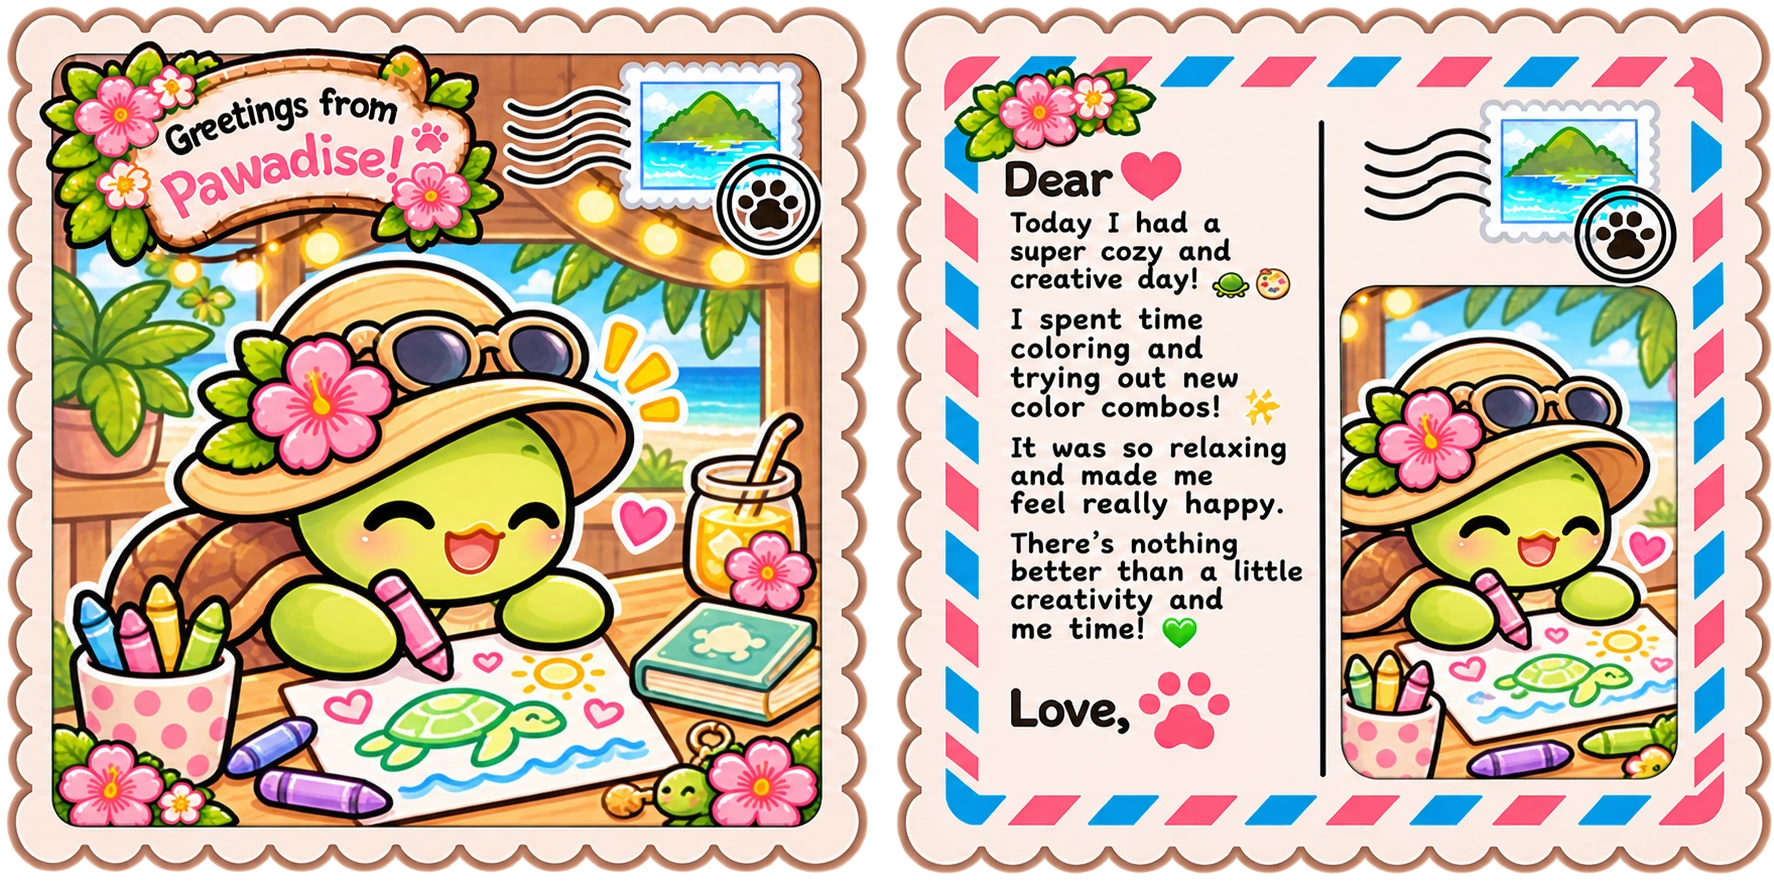 Greetings from
Pawadise!
Dear
Today I had a
super cozy and
creative day!
I spent time
coloring and
trying out new
color combos!
It was so relaxing
and made me
feel really happy.
There's nothing
better than a little
creativity and
me time!
Love,